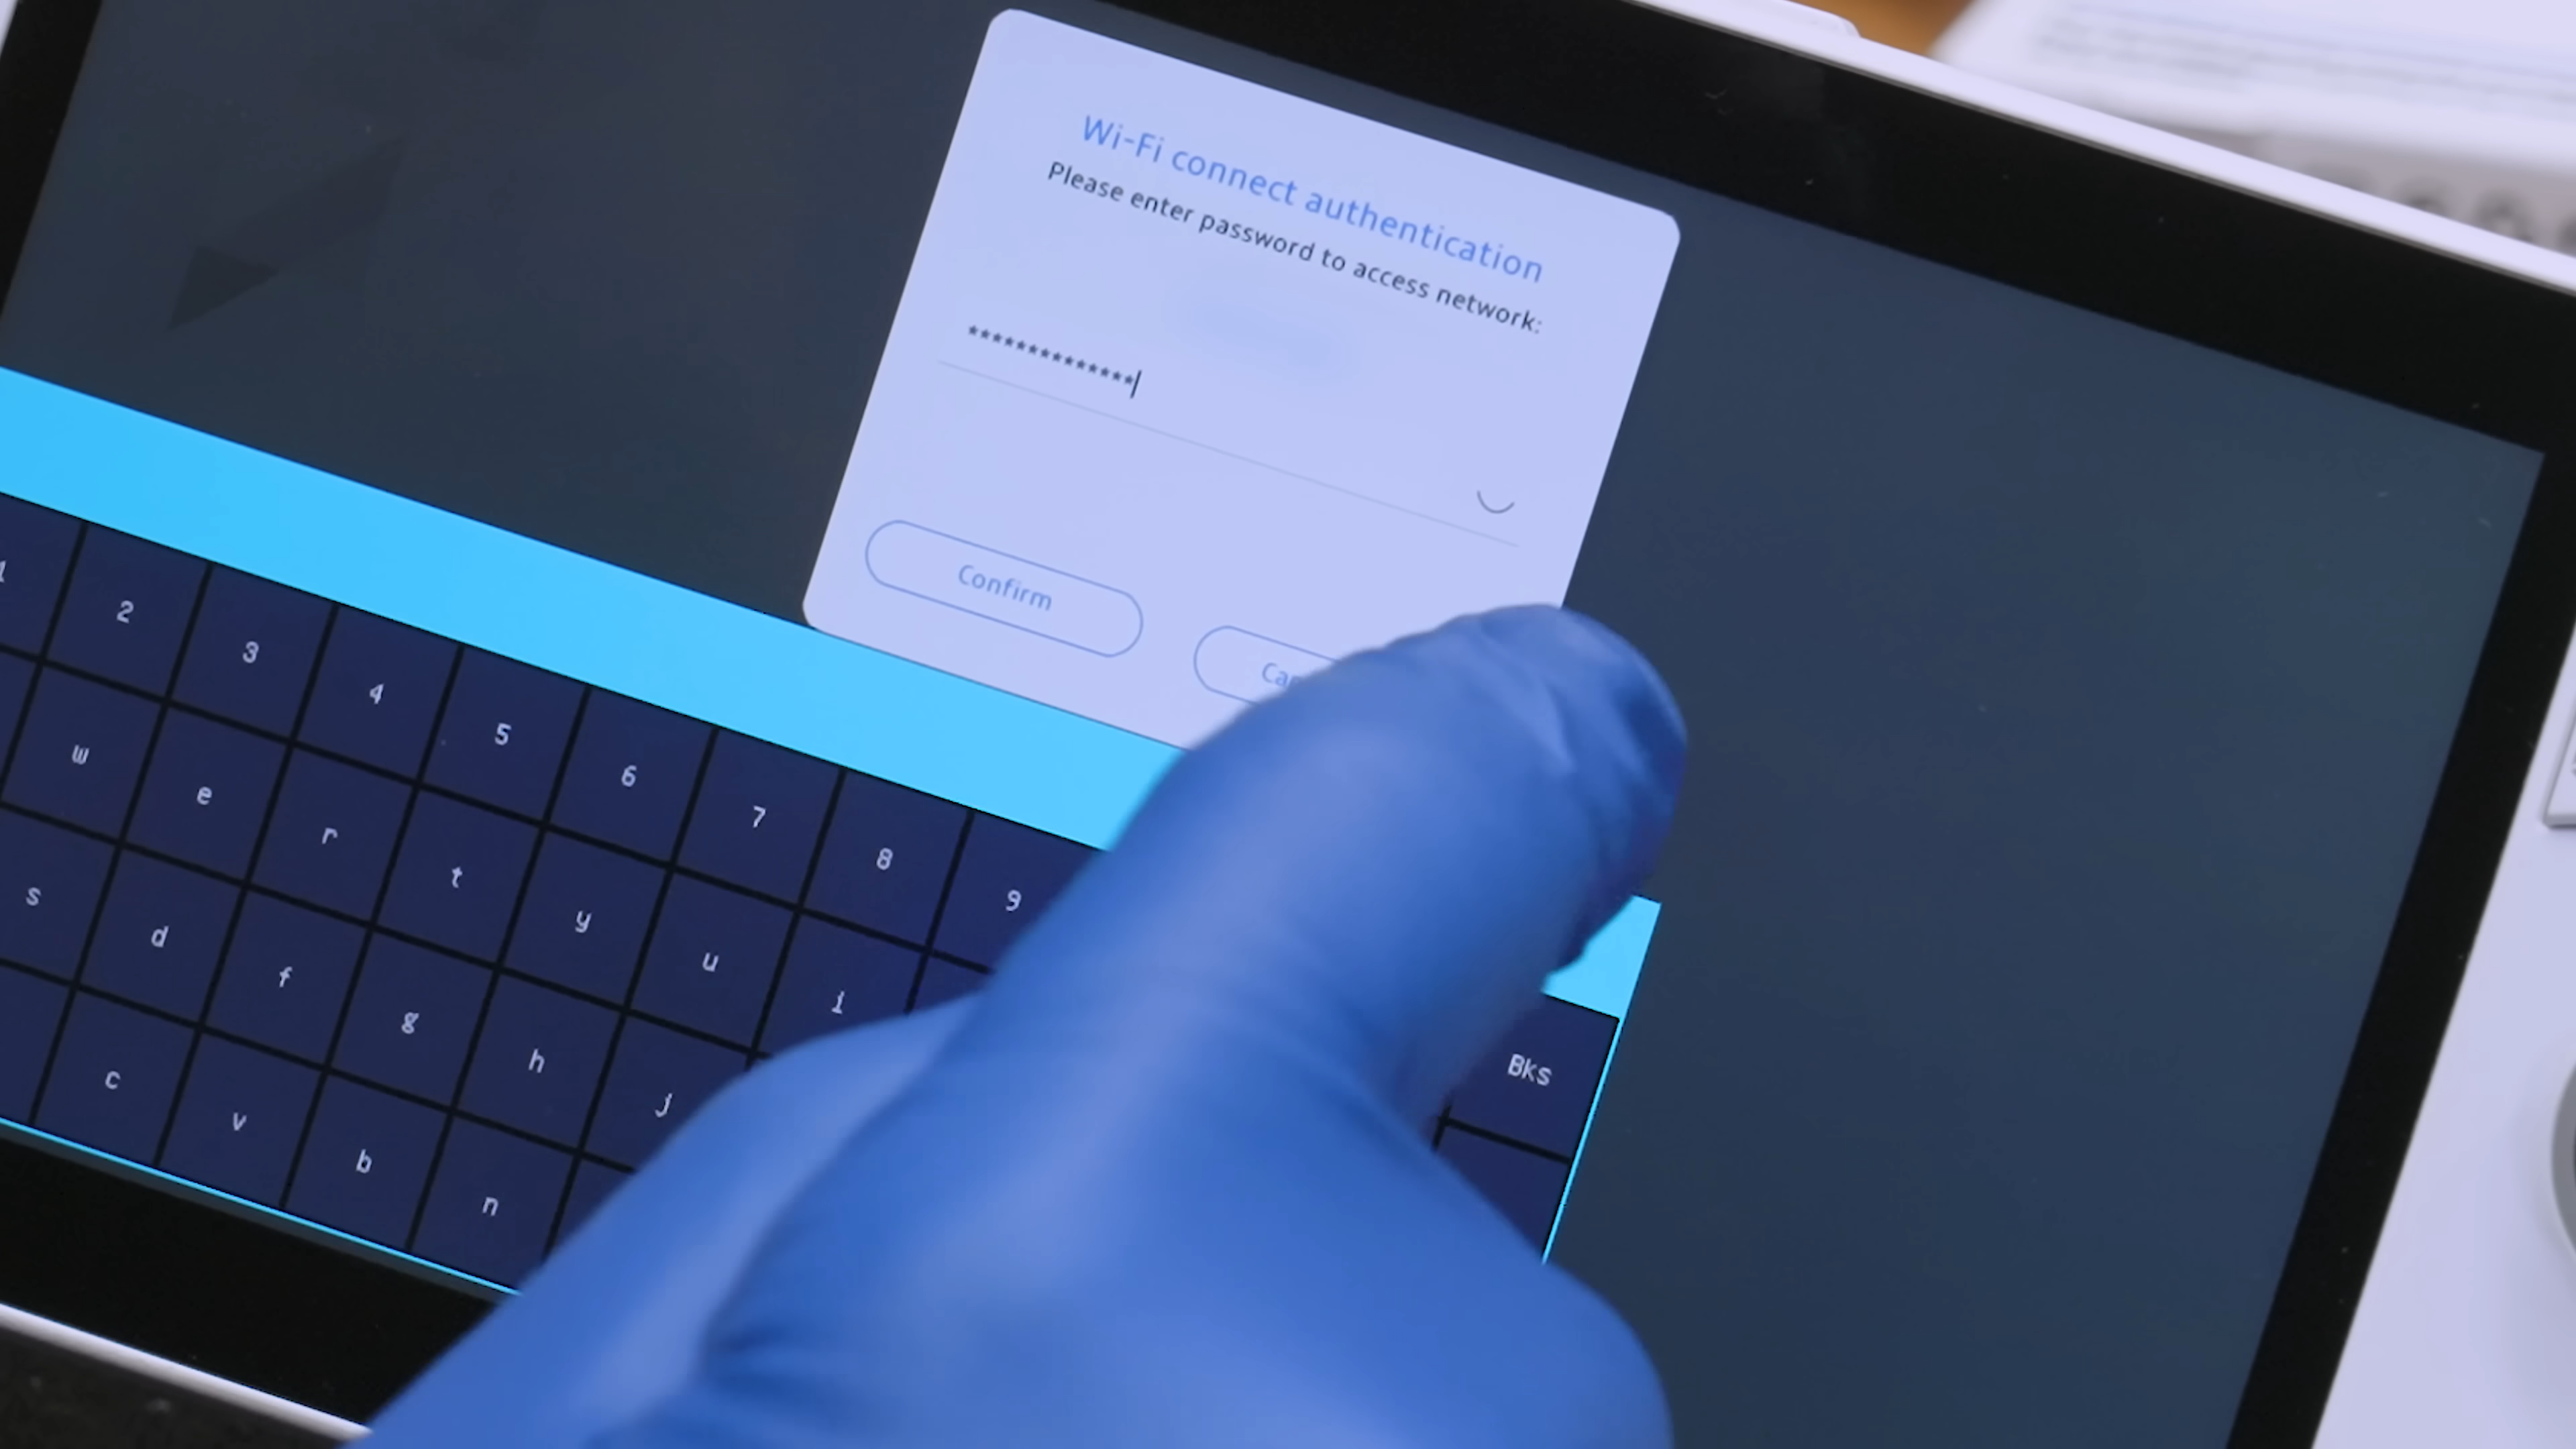 Wi-Fi connect authentication
Please enter password to access network:
**************
Confirm
1 2 3 4 5 6 7 8 9 Bks
w e r t y u i
s d f g h j
c v b n